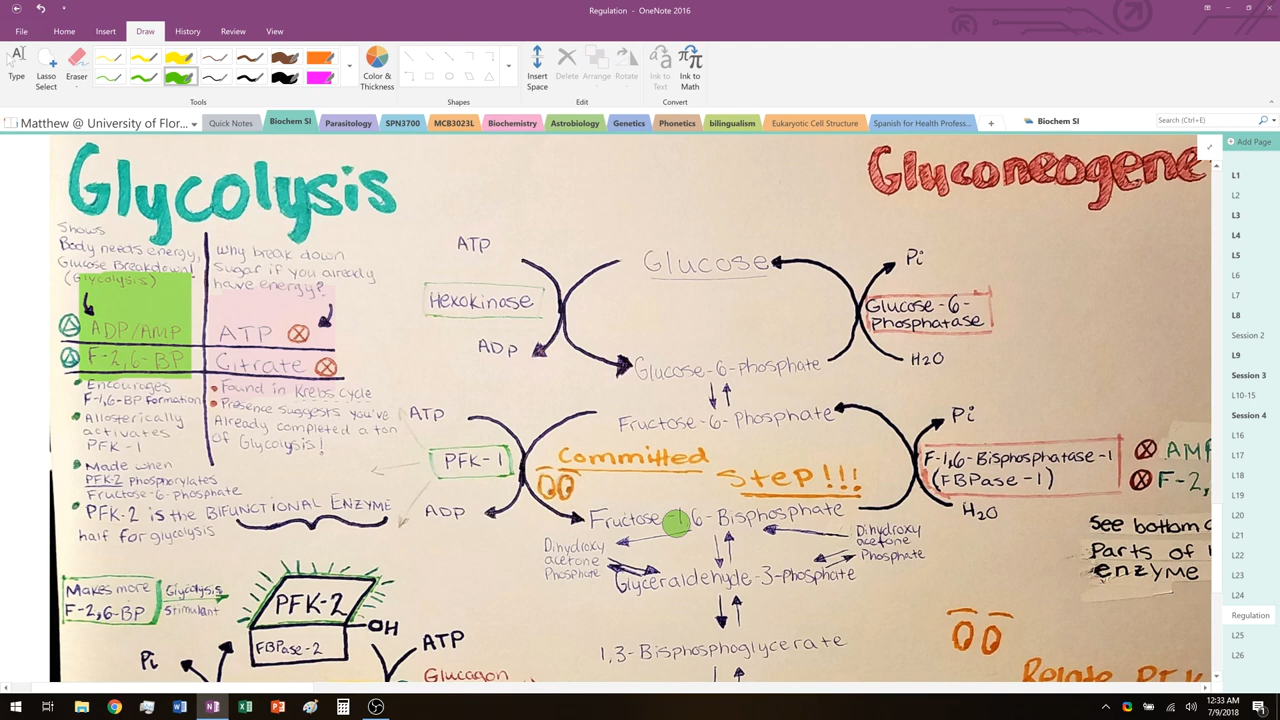 Regulation - OneNote 2016
File Home Insert Draw History Review View
Type
Lasso Select
Eraser
Color & Thickness
Insert Space
Delete
Arrange
Rotate
Ink to Text
Ink to Math
Tools
Shapes
Edit
Convert
Matthew @ University of Flor...
Quick Notes
Biochem SI
Parasitology
SPN3700
MCB3023L
Biochemistry
Astrobiology
Genetics
Phonetics
bilingualism
Eukaryotic Cell Structure
Spanish for Health Profess...
Biochem SI
Search (Ctrl+E)
Add Page
L1
L2
L3
L4
L5
L6
L7
L8
Session 2
L9
Session 3
L10-15
Session 4
L16
L17
L18
L19
L20
L21
L22
L23
L24
Regulation
L25
L26
Glycolysis
Gluconeogene
Shows
Body needs energy,
Glucose Breakdown
(Glycolysis)
ADP/AMP
F-2,6-BP
Why break down
sugar if you already
have energy?
ATP
Citrate
Encourages
F-1,6-BP formation
Allosterically
activates
PFK-1
Made when
PFK-2 phosphorylates
Fructose-6-phosphate
PFK-2 is the BIFUNCTIONAL ENZYME
half for glycolysis
Found in Krebs cycle
Presence suggests you've
Already completed a ton
of Glycolysis!
Makes more
F-2,6-BP
Glycolysis
Stimulant
PFK-2
FBPase-2
OH
Pi
ATP
Glucagon
ATP
Hexokinase
ADP
Glucose
Pi
Glucose-6-
Phosphatase
H2O
Glucose-6-Phosphate
ATP
PFK-1
ADP
Fructose-6-Phosphate
Committed
Step!!!
Pi
F-1,6-Bisphosphatase-1
(FBPase-1)
H2O
AMP
F-2,
Fructose-1,6-Bisphosphate
Dihydroxy
acetone
Phosphate
Dihydroxy
acetone
Phosphate
Glyceraldehyde-3-Phosphate
1,3-Bisphosphoglycerate
See bottom
Parts of
enzyme
Relate PFK
12:33 AM
7/9/2018